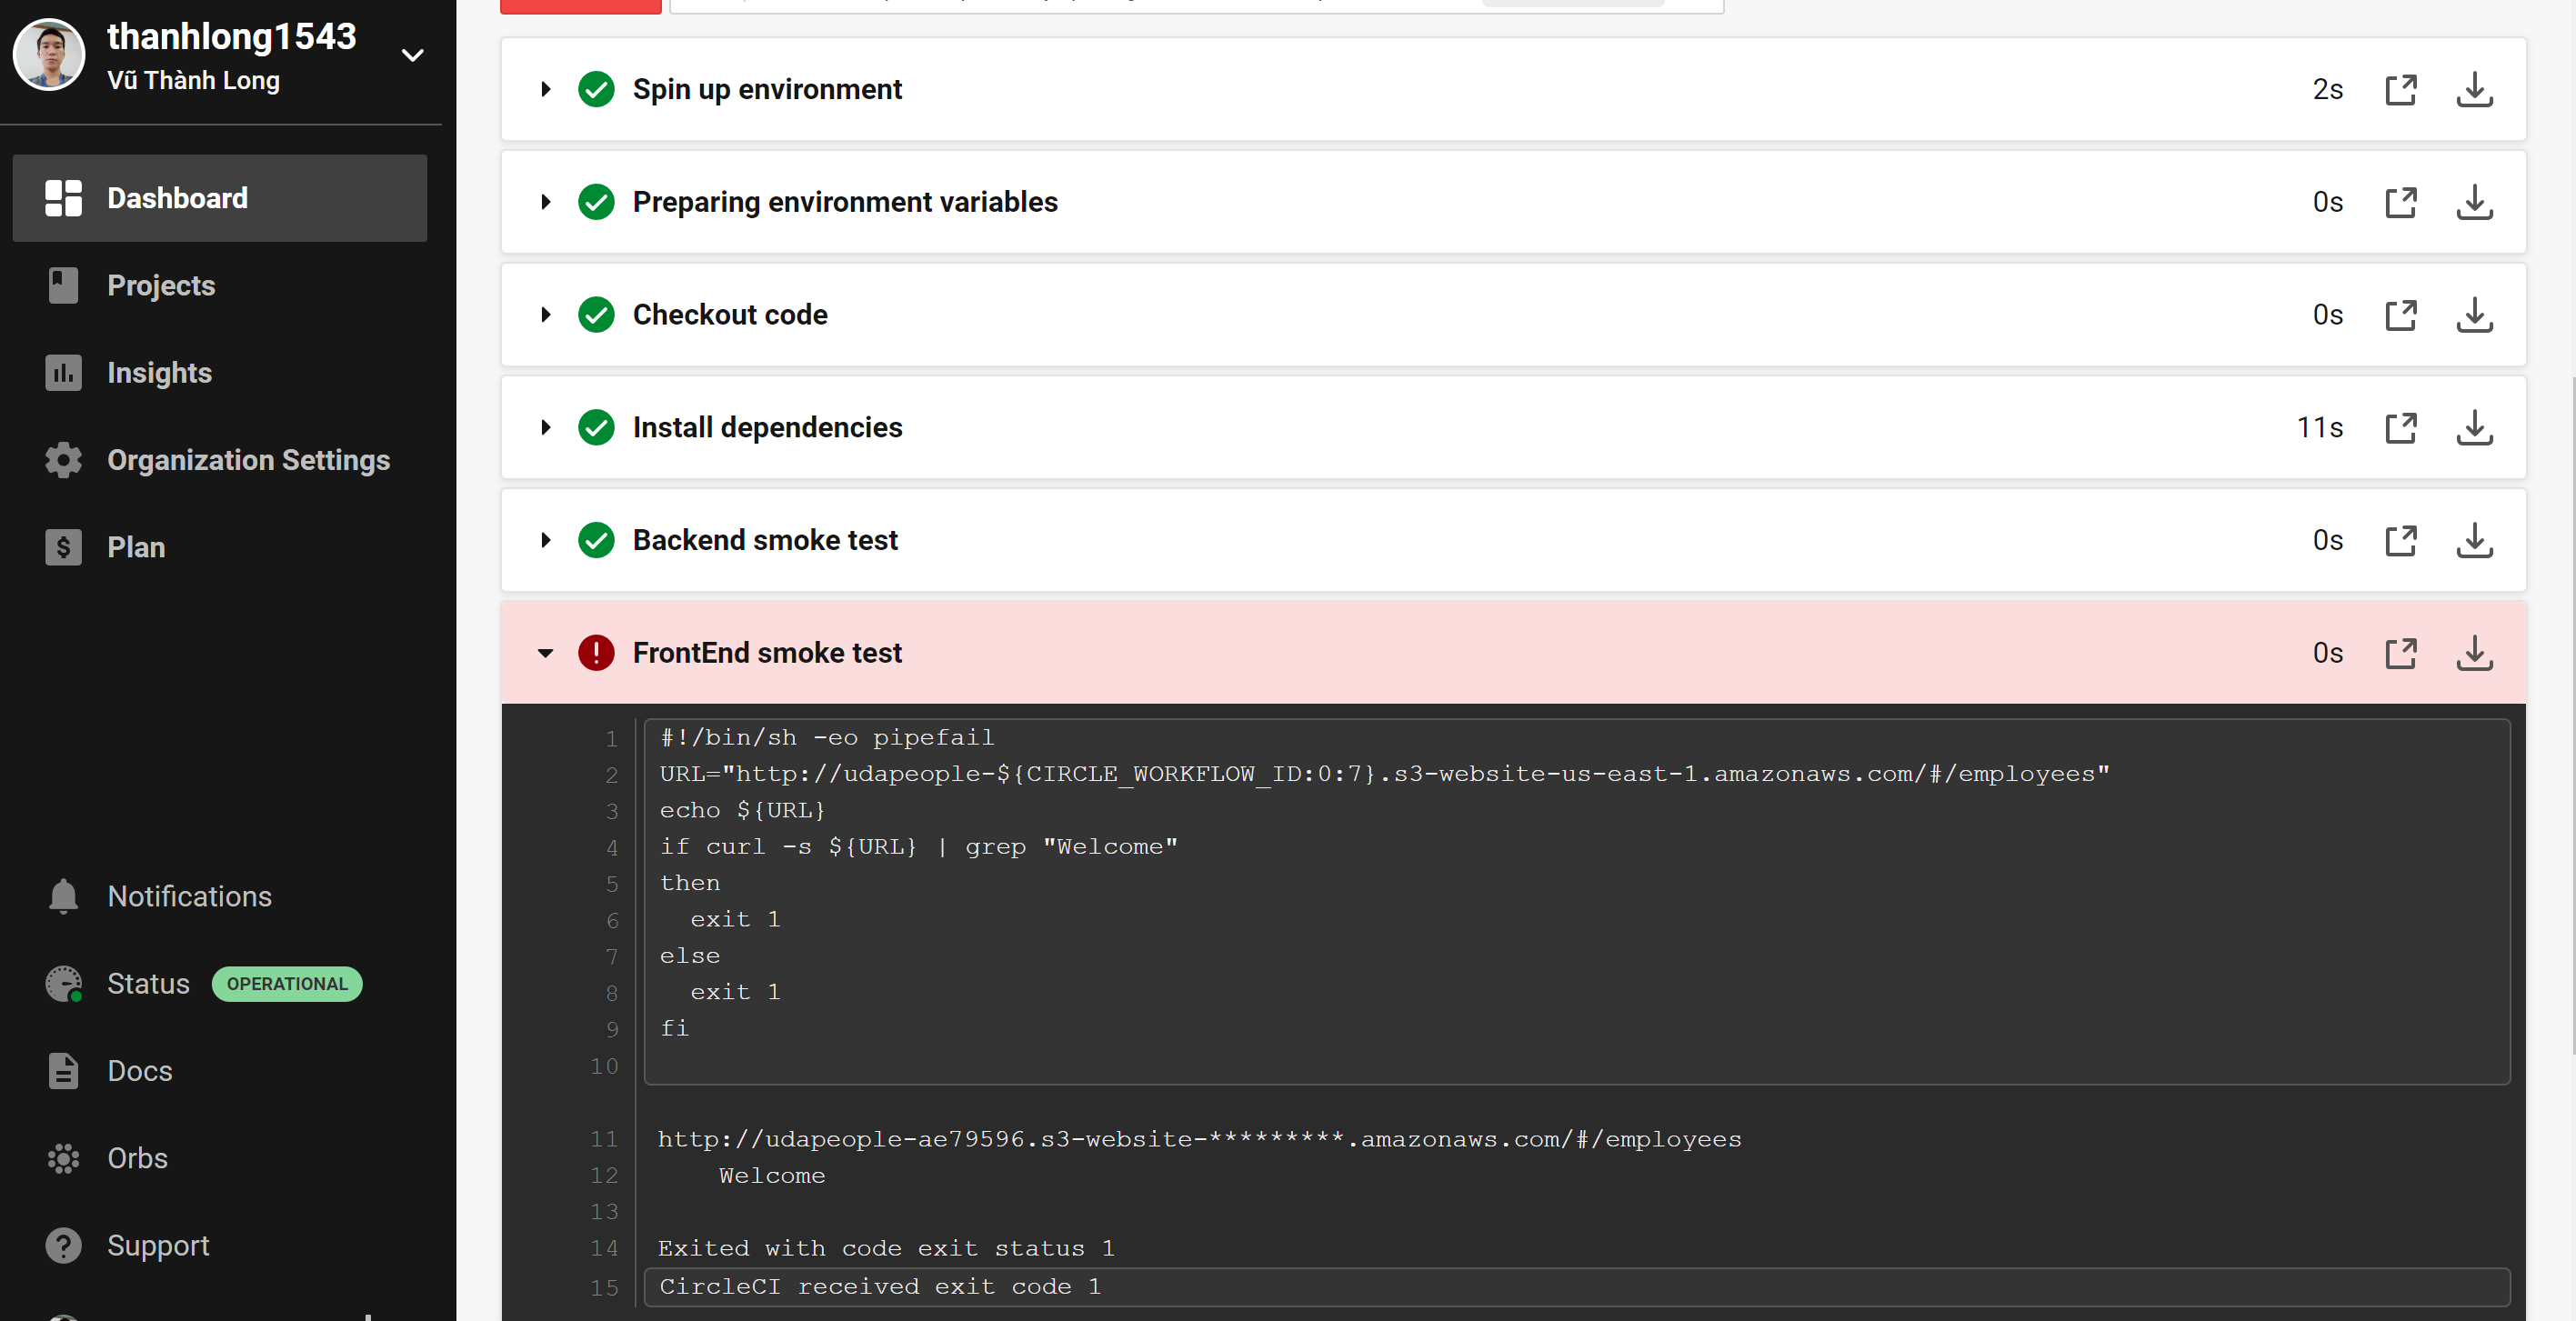 thanhlong1543
Vũ Thành Long
Dashboard
Projects
Insights
Organization Settings
Plan
Notifications
Status OPERATIONAL
Docs
Orbs
Support
Spin up environment 2s
Preparing environment variables 0s
Checkout code 0s
Install dependencies 11s
Backend smoke test 0s
FrontEnd smoke test 0s
1 #!/bin/sh -eo pipefail
2 URL="http://udapeople-${CIRCLE_WORKFLOW_ID:0:7}.s3-website-us-east-1.amazonaws.com/#/employees"
3 echo ${URL}
4 if curl -s ${URL} | grep "Welcome"
5 then
6 exit 1
7 else
8 exit 1
9 fi
10
11 http://udapeople-ae79596.s3-website-*********.amazonaws.com/#/employees
12 Welcome
13
14 Exited with code exit status 1
15 CircleCI received exit code 1